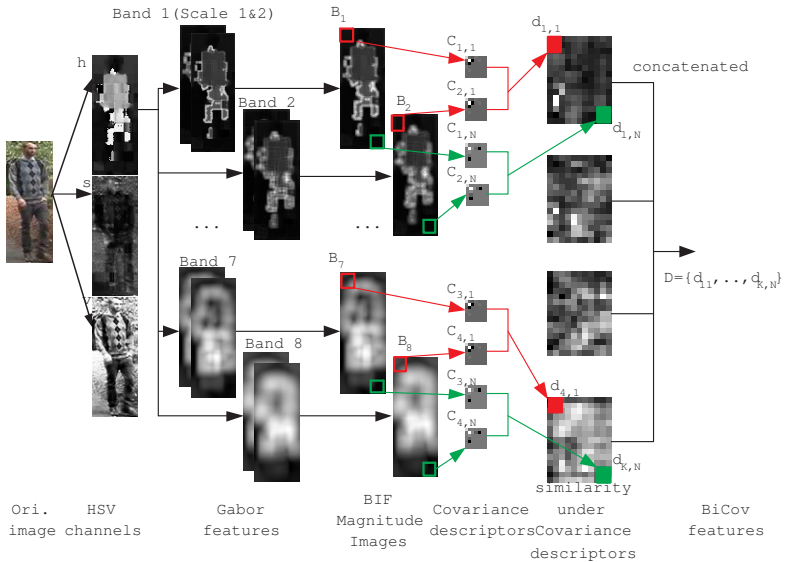 Band 1(Scale 1&2)
B1
d1,1
h
C1,1
concatenated
C2,1
Band 2
B2
C1,N
d1,N
C2,N
s
...
...
Band 7
B7
D={d11,..,dK,N}
v
C3,1
Band 8
B8
C4,1
C3,N
d4,1
C4,N
dK,N
Ori.
image
HSV
channels
Gabor
features
BIF
Magnitude
Images
Covariance
descriptors
similarity
under
Covariance
descriptors
BiCov
features